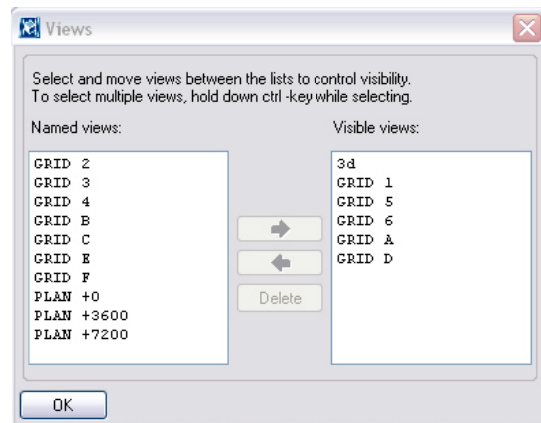 Views
Select and move views between the lists to control visibility.
To select multiple views, hold down ctrl -key while selecting.
Named views:
GRID 2
GRID 3
GRID 4
GRID B
GRID C
GRID E
GRID F
PLAN +0
PLAN +3600
PLAN +7200
Delete
Visible views:
3d
GRID 1
GRID 5
GRID 6
GRID A
GRID D
OK